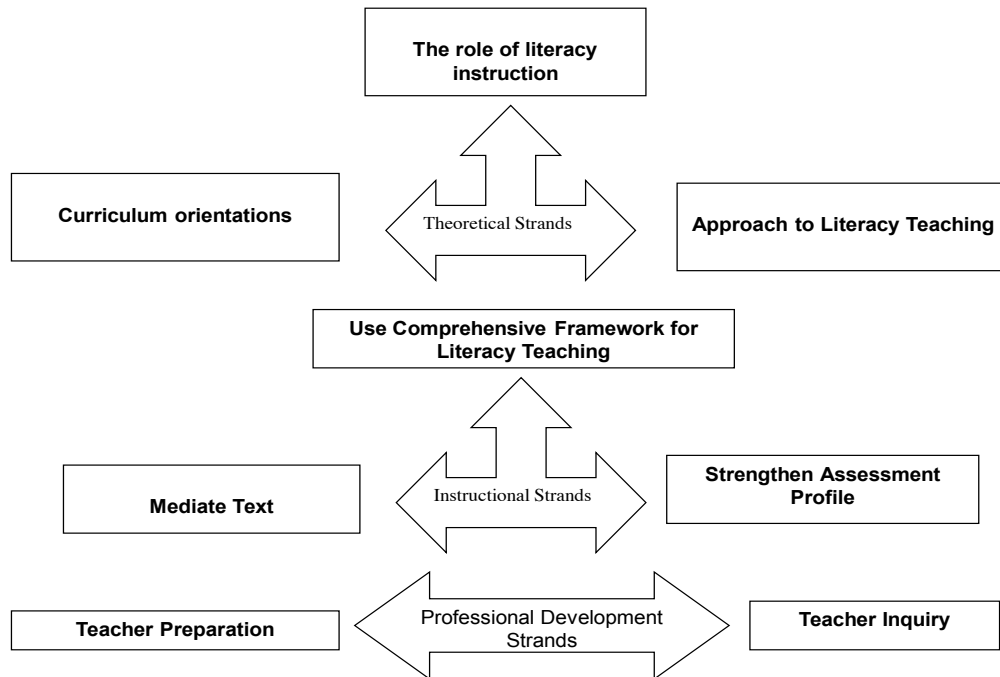 The role of literacy
instruction
Curriculum orientations
Theoretical Strands
Approach to Literacy Teaching
Use Comprehensive Framework for
Literacy Teaching
Mediate Text
Instructional Strands
Strengthen Assessment
Profile
Teacher Preparation
Professional Development
Strands
Teacher Inquiry